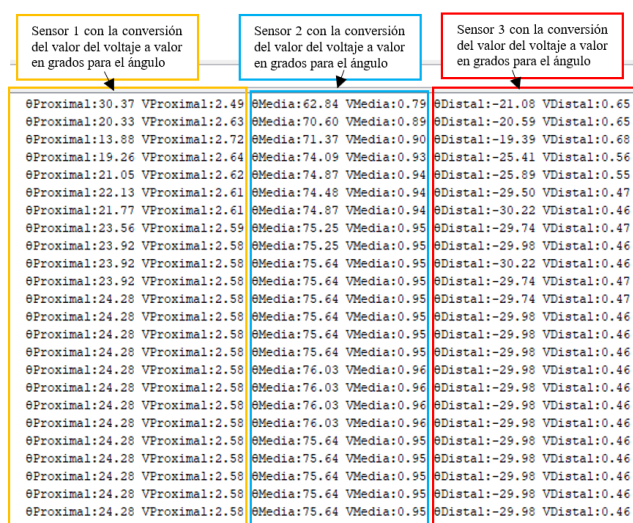 Sensor 1 con la conversión
del valor del voltaje a valor
en grados para el ángulo
Sensor 2 con la conversión
del valor del voltaje a valor
en grados para el ángulo
Sensor 3 con la conversión
del valor del voltaje a valor
en grados para el ángulo
θProximal:30.37 VProximal:2.49 θMedia:62.84 VMedia:0.79 θDistal:-21.08 VDistal:0.65
θProximal:20.33 VProximal:2.63 θMedia:70.60 VMedia:0.89 θDistal:-20.59 VDistal:0.65
θProximal:13.88 VProximal:2.72 θMedia:71.37 VMedia:0.90 θDistal:-19.39 VDistal:0.68
θProximal:19.26 VProximal:2.64 θMedia:74.09 VMedia:0.93 θDistal:-25.41 VDistal:0.56
θProximal:21.05 VProximal:2.62 θMedia:74.87 VMedia:0.94 θDistal:-25.89 VDistal:0.55
θProximal:22.13 VProximal:2.61 θMedia:74.48 VMedia:0.94 θDistal:-29.50 VDistal:0.47
θProximal:21.77 VProximal:2.61 θMedia:74.87 VMedia:0.94 θDistal:-30.22 VDistal:0.46
θProximal:23.56 VProximal:2.59 θMedia:75.25 VMedia:0.95 θDistal:-29.74 VDistal:0.47
θProximal:23.92 VProximal:2.58 θMedia:75.25 VMedia:0.95 θDistal:-29.98 VDistal:0.46
θProximal:23.92 VProximal:2.58 θMedia:75.64 VMedia:0.95 θDistal:-30.22 VDistal:0.46
θProximal:23.92 VProximal:2.58 θMedia:75.64 VMedia:0.95 θDistal:-29.74 VDistal:0.47
θProximal:24.28 VProximal:2.58 θMedia:75.64 VMedia:0.95 θDistal:-29.74 VDistal:0.47
θProximal:24.28 VProximal:2.58 θMedia:75.64 VMedia:0.95 θDistal:-29.98 VDistal:0.46
θProximal:24.28 VProximal:2.58 θMedia:75.64 VMedia:0.95 θDistal:-29.98 VDistal:0.46
θProximal:24.28 VProximal:2.58 θMedia:75.64 VMedia:0.95 θDistal:-29.98 VDistal:0.46
θProximal:24.28 VProximal:2.58 θMedia:76.03 VMedia:0.96 θDistal:-29.98 VDistal:0.46
θProximal:24.28 VProximal:2.58 θMedia:76.03 VMedia:0.96 θDistal:-29.98 VDistal:0.46
θProximal:24.28 VProximal:2.58 θMedia:76.03 VMedia:0.96 θDistal:-29.98 VDistal:0.46
θProximal:24.28 VProximal:2.58 θMedia:76.03 VMedia:0.96 θDistal:-29.98 VDistal:0.46
θProximal:24.28 VProximal:2.58 θMedia:75.64 VMedia:0.95 θDistal:-29.98 VDistal:0.46
θProximal:24.28 VProximal:2.58 θMedia:75.64 VMedia:0.95 θDistal:-29.98 VDistal:0.46
θProximal:24.28 VProximal:2.58 θMedia:75.64 VMedia:0.95 θDistal:-29.98 VDistal:0.46
θProximal:24.28 VProximal:2.58 θMedia:75.64 VMedia:0.95 θDistal:-29.98 VDistal:0.46